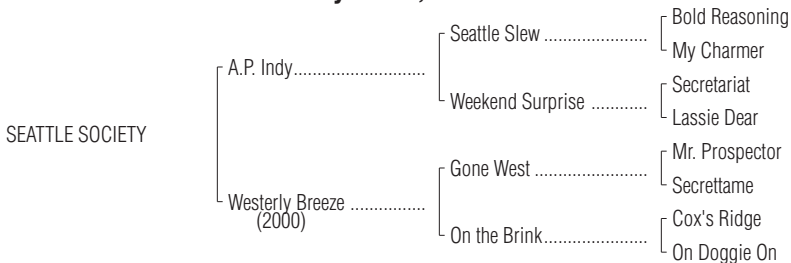 Bold Reasoning
Seattle Slew ........................
My Charmer
A.P. Indy..............................
Secretariat
Weekend Surprise .............
Lassie Dear
SEATTLE SOCIETY
Mr. Prospector
Gone West ..........................
Secrettame
Westerly Breeze .................
(2000)
Cox's Ridge
On the Brink........................
On Doggie On